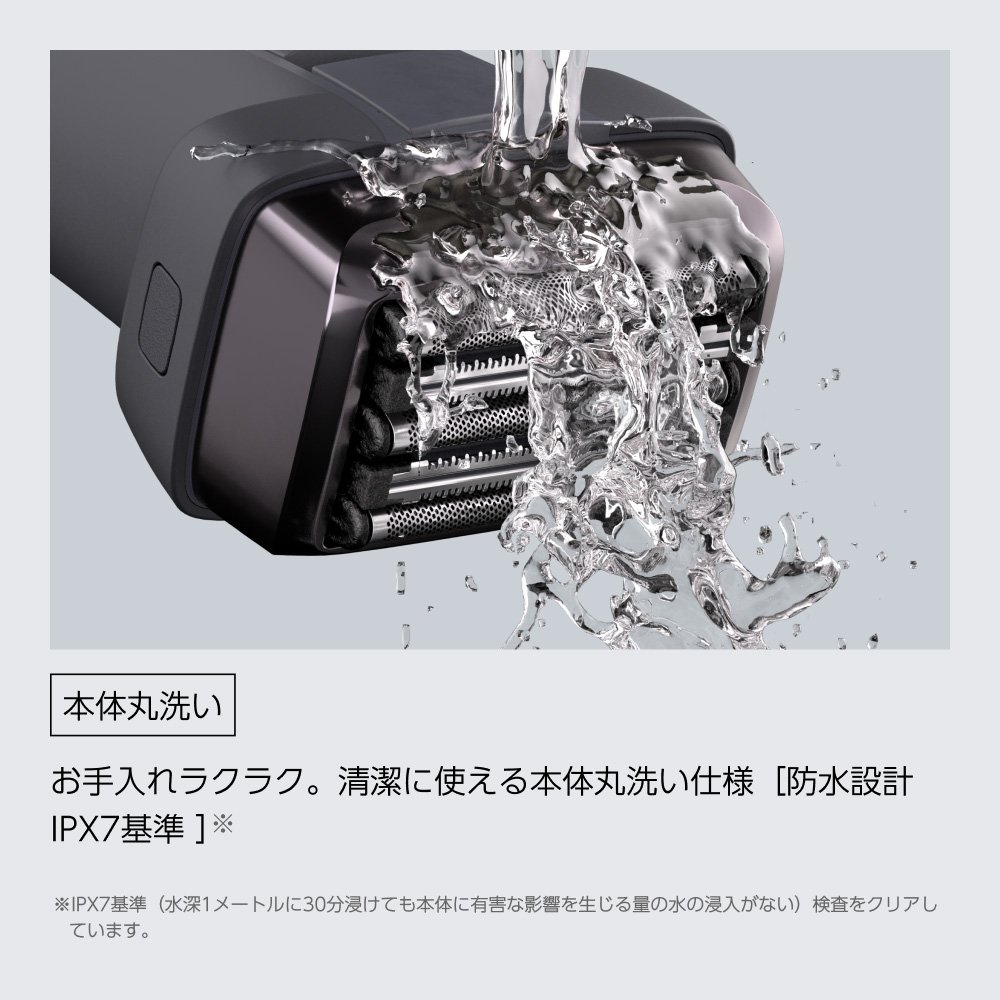 本体丸洗い
お手入れラクラク。清潔に使える本体丸洗い仕様［防水設計
IPX7基準 ]※
※IPX7基準（水深1メートルに30分浸けても本体に有害な影響を生じる量の水の浸入がない）検査をクリアし
ています。